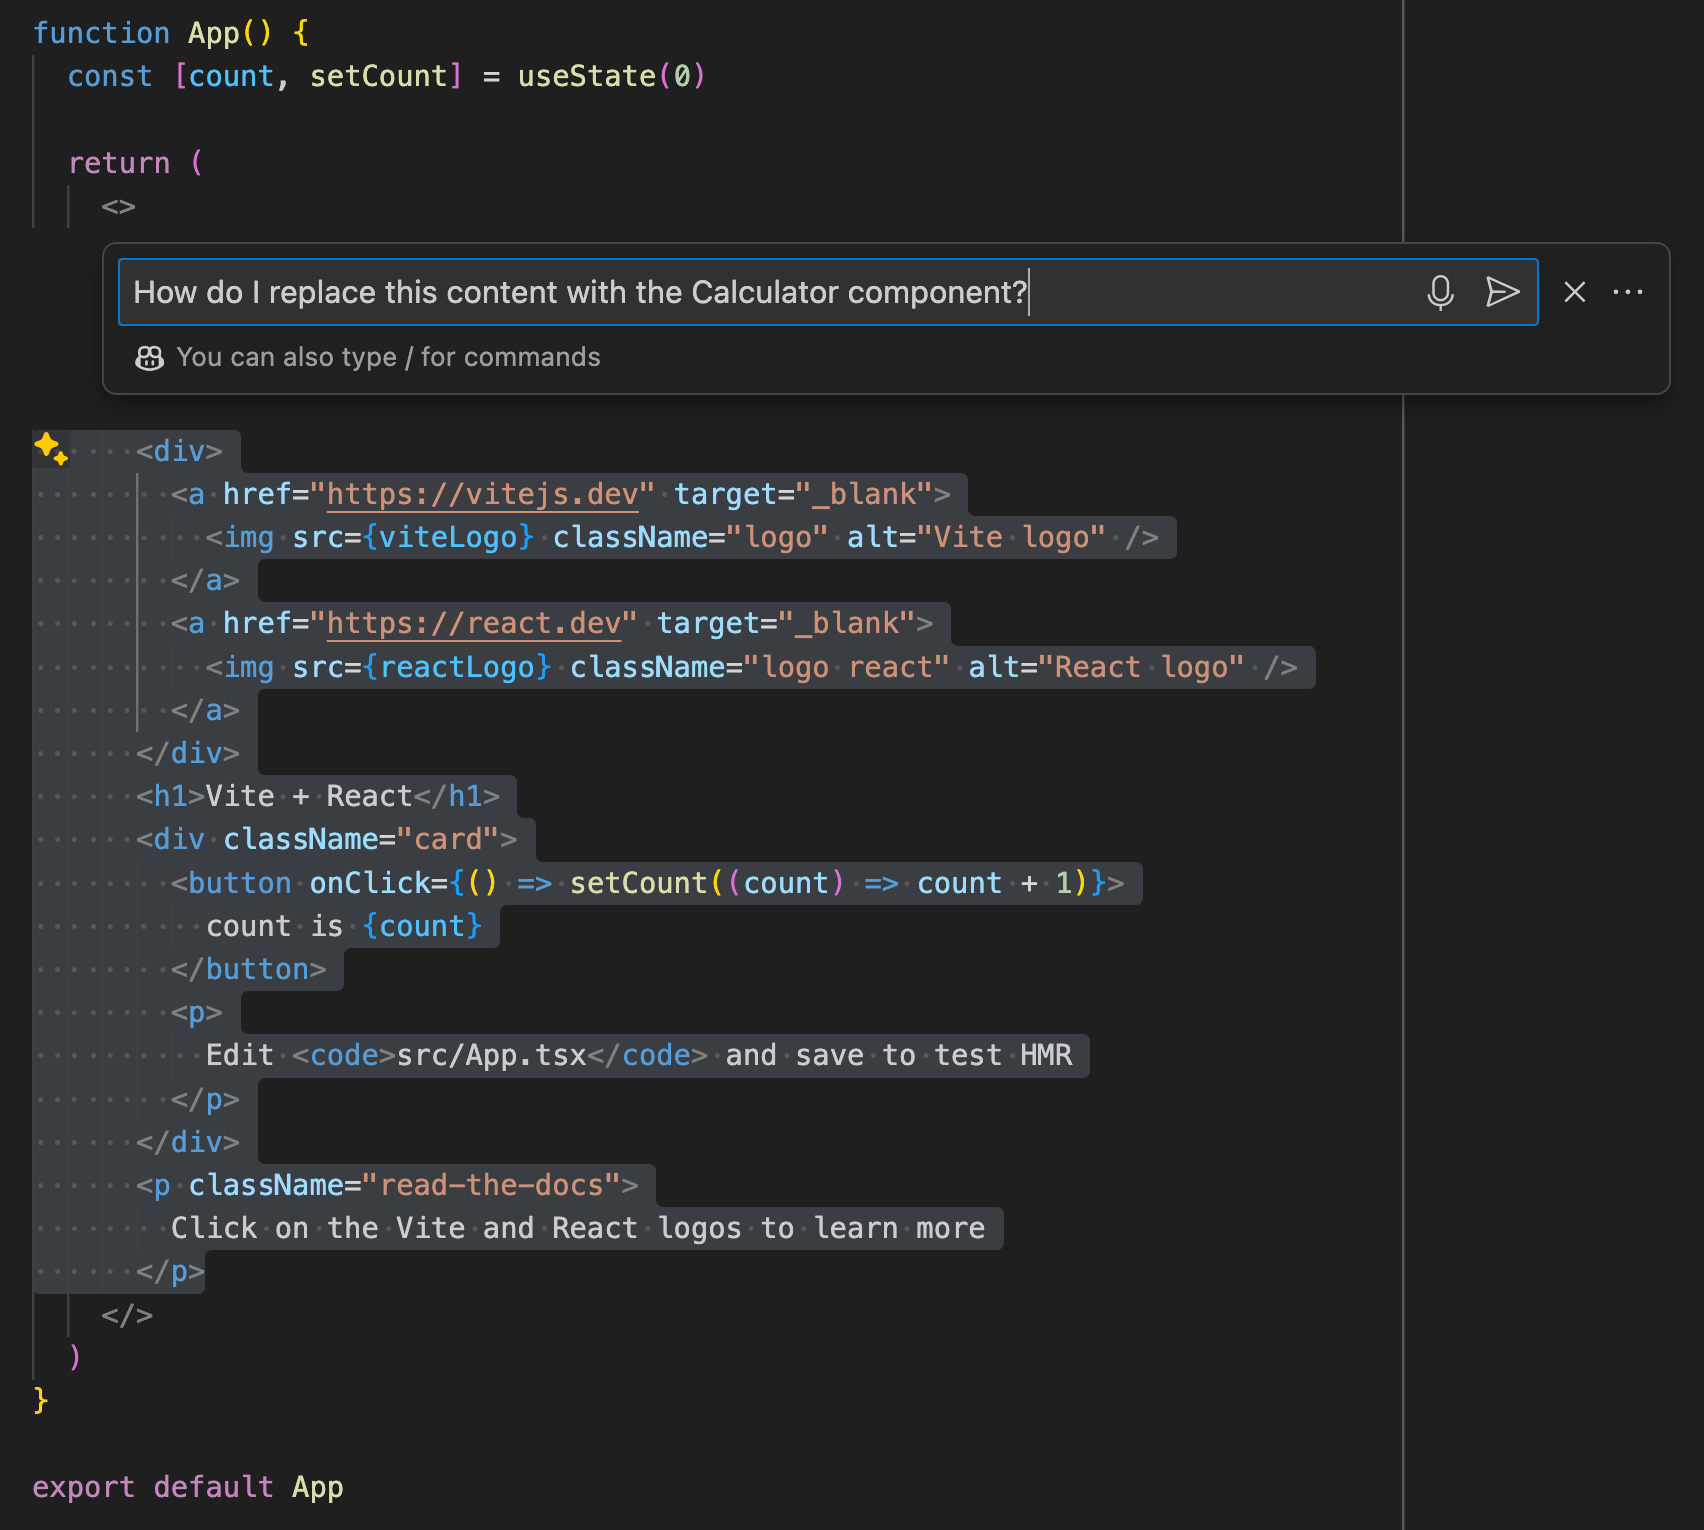 function App() {
const [count, setCount] = useState(0)
return (
<>
How do I replace this content with the Calculator component?
You can also type / for commands
<div>
<a href="https://vitejs.dev" target="_blank">
<img src={viteLogo} className="logo" alt="Vite logo" />
</a>
<a href="https://react.dev" target="_blank">
<img src={reactLogo} className="logo react" alt="React logo" />
</a>
</div>
<h1>Vite + React</h1>
<div className="card">
<button onClick={() => setCount((count) => count + 1)}>
count is {count}
</button>
<p>
Edit <code>src/App.tsx</code> and save to test HMR
</p>
</div>
<p className="read-the-docs">
Click on the Vite and React logos to learn more
</p>
</>
)
}
export default App